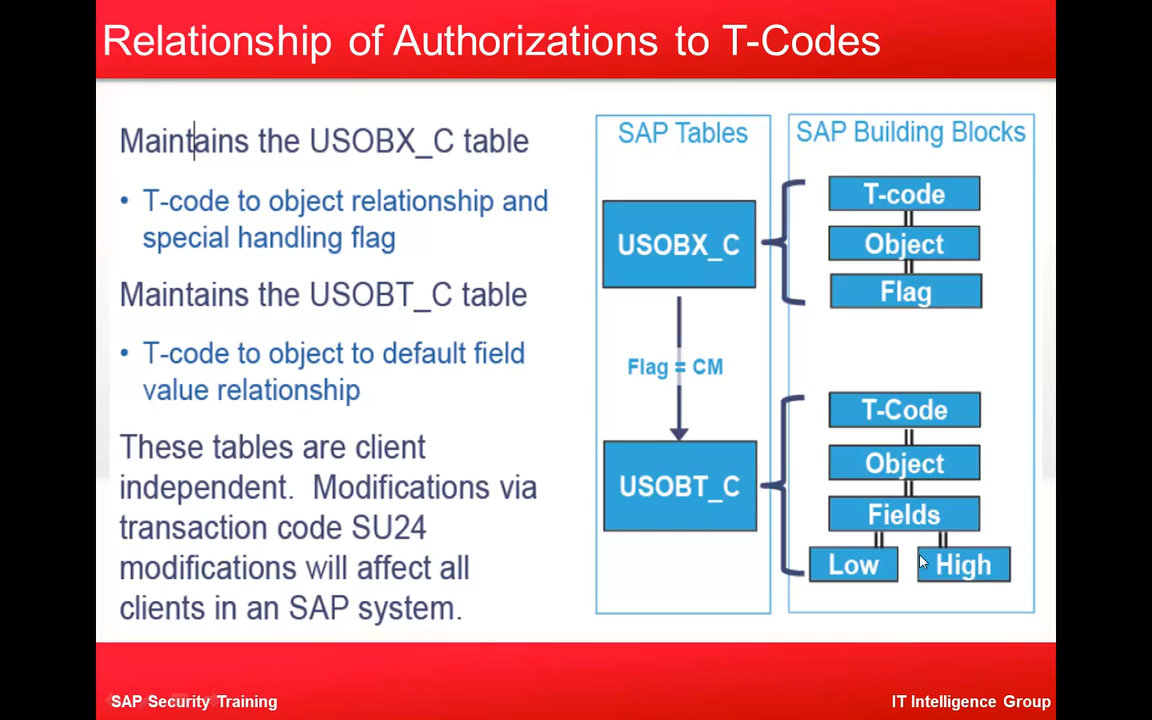 Relationship of Authorizations to T-Codes
Maintains the USOBX_C table
• T-code to object relationship and
special handling flag
Maintains the USOBT_C table
• T-code to object to default field
value relationship
These tables are client
independent. Modifications via
transaction code SU24
modifications will affect all
clients in an SAP system.
SAP Tables
USOBX_C
Flag = CM
USOBT_C
SAP Building Blocks
T-code
Object
Flag
T-Code
Object
Fields
Low
High
SAP Security Training
IT Intelligence Group